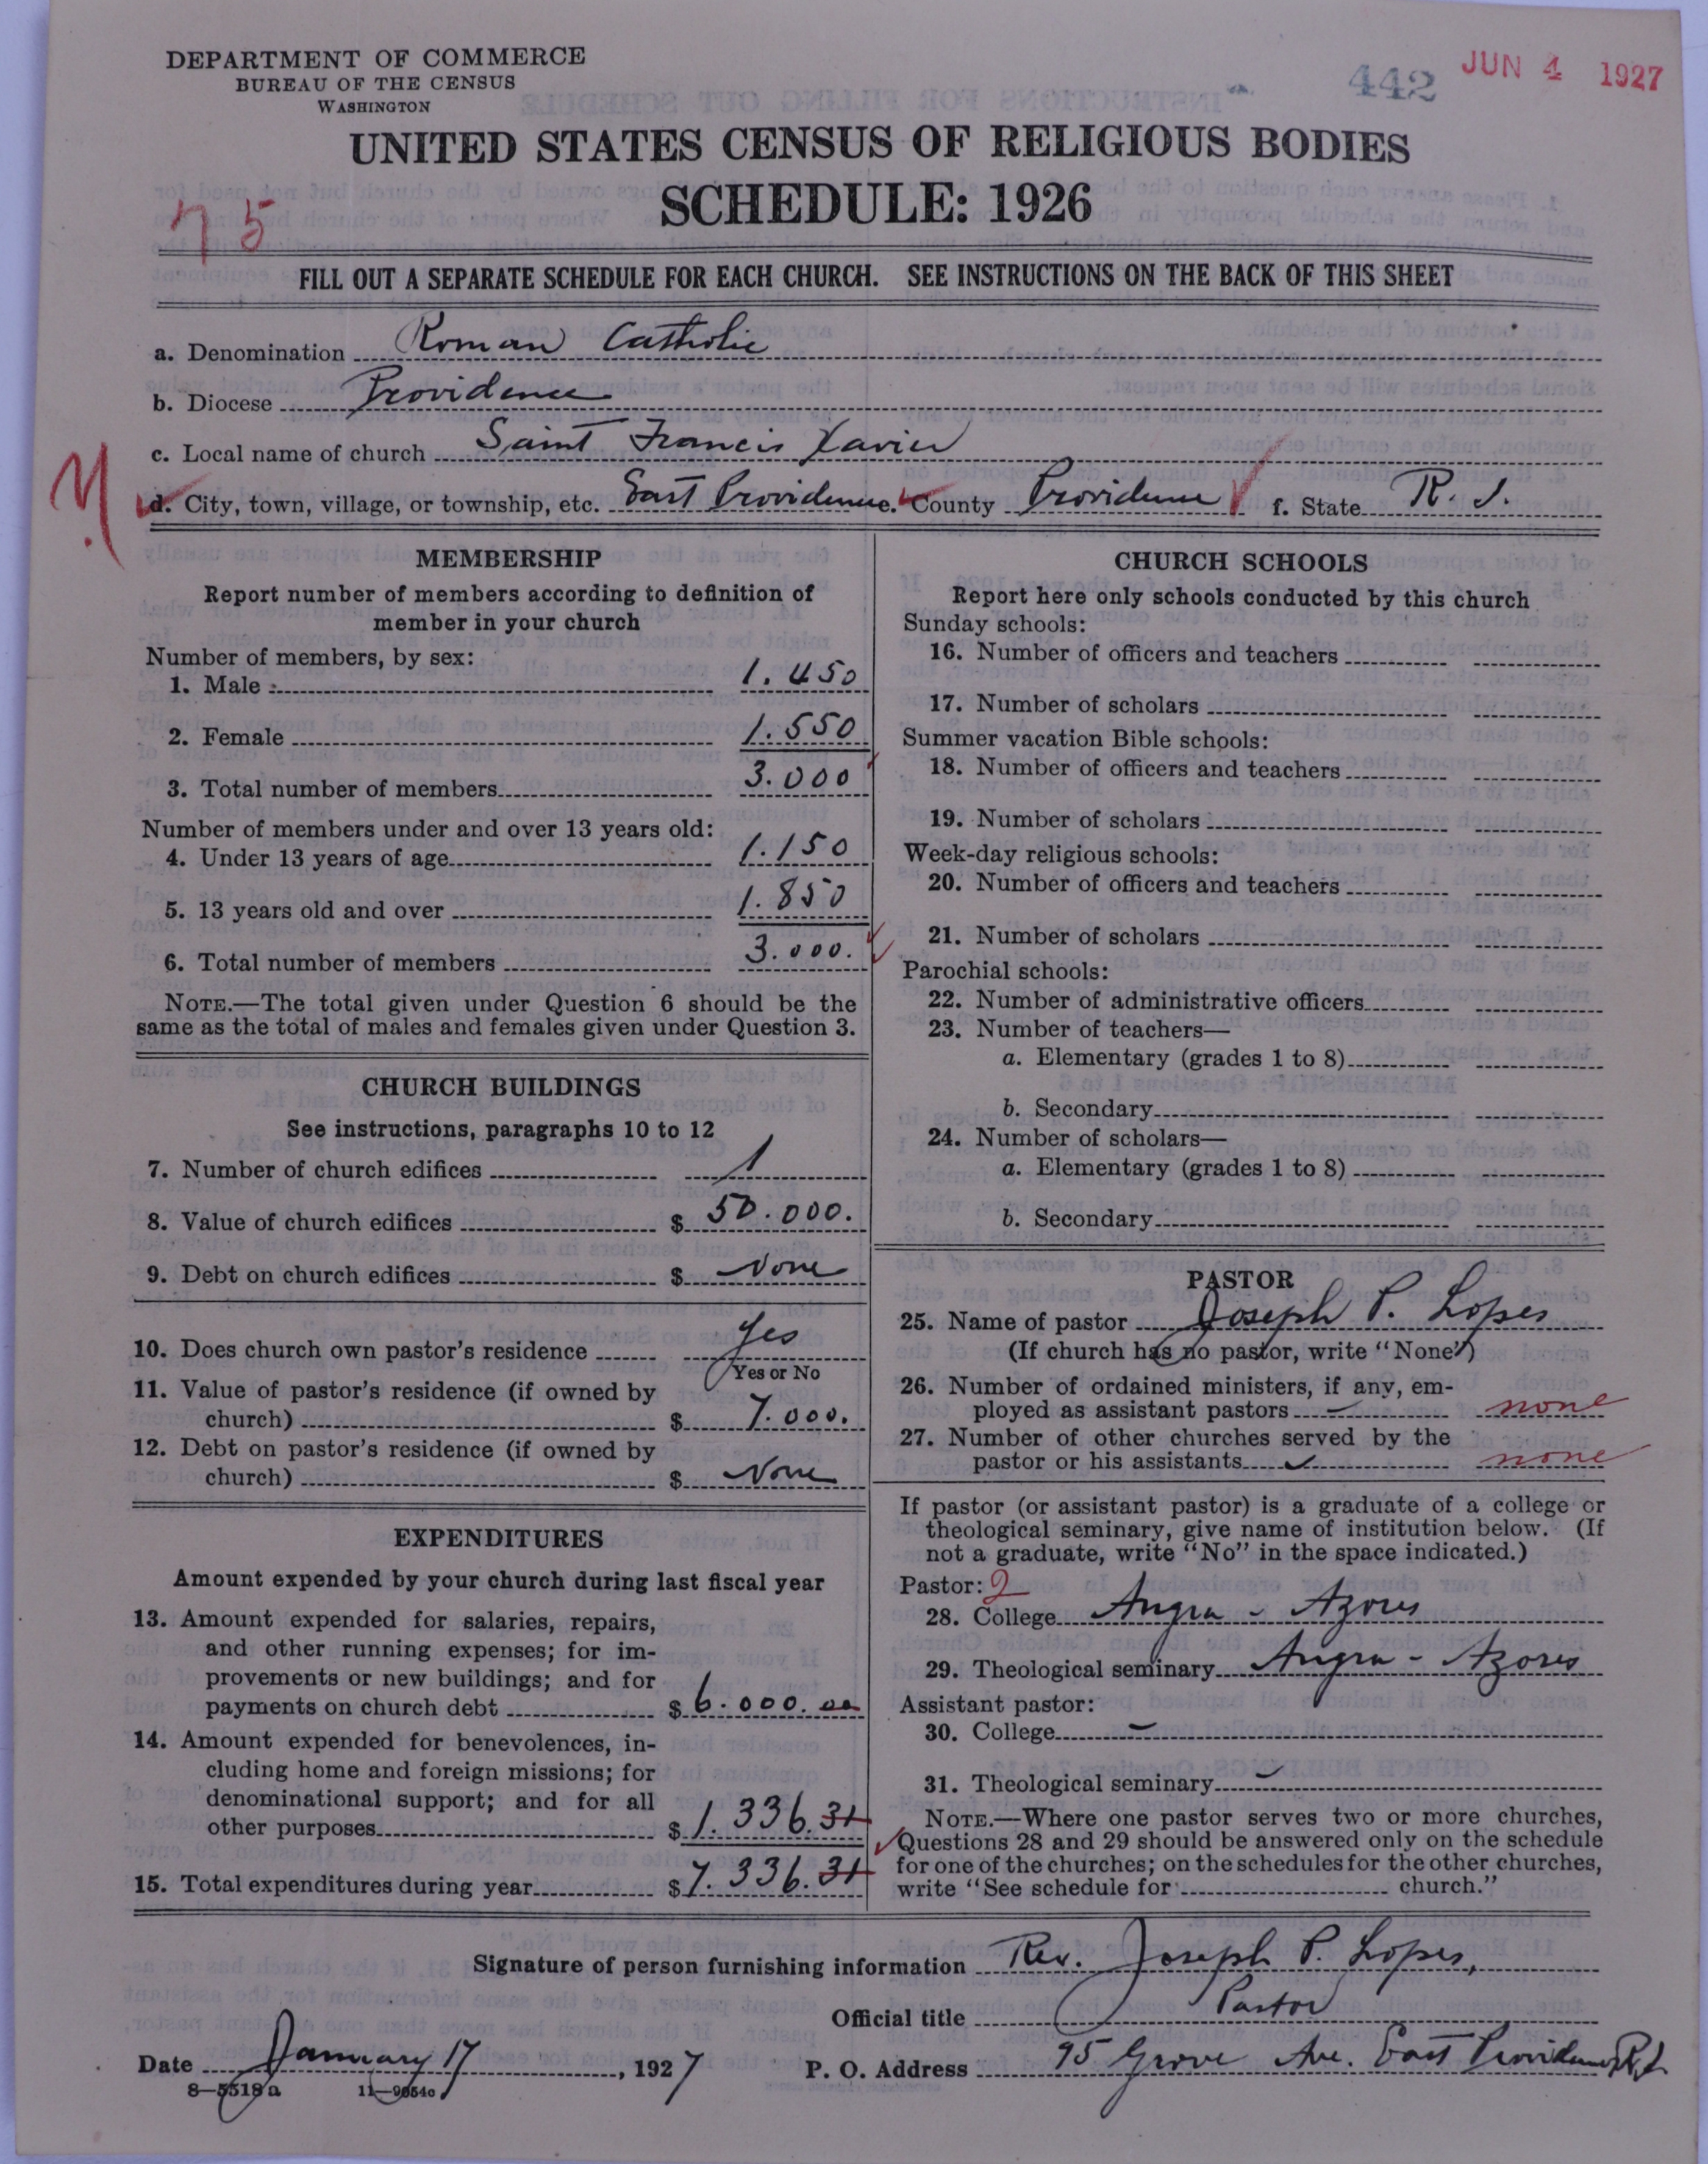 DEPARTMENT OF COMMERCE
BUREAU OF THE CENSUS
WASHINGTON
442 JUN 4 1927
UNITED STATES CENSUS OF RELIGIOUS BODIES
SCHEDULE: 1926
75
FILL OUT A SEPARATE SCHEDULE FOR EACH CHURCH. SEE INSTRUCTIONS ON THE BACK OF THIS SHEET
a. Denomination Roman Catholic
b. Diocese Providence
c. Local name of church Saint Francis Xavier
d. City, town, village, or township, etc. East Providence e. County Providence f. State R. I.
MEMBERSHIP
Report number of members according to definition of
member in your church
Number of members, by sex:
1. Male 1.450
2. Female 1.550
3. Total number of members 3.000
Number of members under and over 13 years old:
4. Under 13 years of age 1.150
5. 13 years old and over 1.850
6. Total number of members 3.000.
NOTE.—The total given under Question 6 should be the
same as the total of males and females given under Question 3.
CHURCH BUILDINGS
See instructions, paragraphs 10 to 12
7. Number of church edifices 1
8. Value of church edifices $ 50.000.
9. Debt on church edifices $ None
10. Does church own pastor's residence Yes
Yes or No
11. Value of pastor's residence (if owned by
church) $ 7.000.
12. Debt on pastor's residence (if owned by
church) $ None
EXPENDITURES
Amount expended by your church during last fiscal year
13. Amount expended for salaries, repairs,
and other running expenses; for im-
provements or new buildings; and for
payments on church debt $ 6.000.00
14. Amount expended for benevolences, in-
cluding home and foreign missions; for
denominational support; and for all
other purposes $ 1.336.31
15. Total expenditures during year $ 7.336.31
CHURCH SCHOOLS
Report here only schools conducted by this church
Sunday schools:
16. Number of officers and teachers
17. Number of scholars
Summer vacation Bible schools:
18. Number of officers and teachers
19. Number of scholars
Week-day religious schools:
20. Number of officers and teachers
21. Number of scholars
Parochial schools:
22. Number of administrative officers
23. Number of teachers—
a. Elementary (grades 1 to 8)
b. Secondary
24. Number of scholars—
a. Elementary (grades 1 to 8)
b. Secondary
PASTOR
25. Name of pastor Joseph P. Lopes
(If church has no pastor, write "None")
26. Number of ordained ministers, if any, em-
ployed as assistant pastors — none
27. Number of other churches served by the
pastor or his assistants none
If pastor (or assistant pastor) is a graduate of a college or
theological seminary, give name of institution below. (If
not a graduate, write "No" in the space indicated.)
Pastor: 2
28. College Angra - Azores
29. Theological seminary Angra - Azores
Assistant pastor:
30. College —
31. Theological seminary —
NOTE.—Where one pastor serves two or more churches,
Questions 28 and 29 should be answered only on the schedule
for one of the churches; on the schedules for the other churches,
write "See schedule for church."
Signature of person furnishing information Rev. Joseph P. Lopes,
Official title Pastor
Date January 17, 1927 P. O. Address 95 Grove Ave. East Providence R.I.
8—5518 a 11—9654